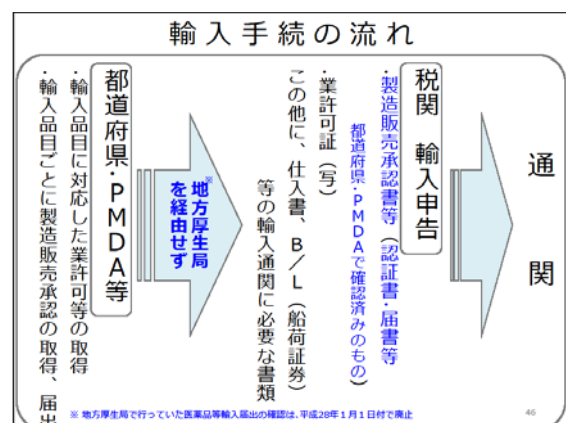 輸入手続の流れ
都道府県・PMDA等
・輸入品目に対応した業許可等の取得
・輸入品目ごとに製造販売承認の取得、届出
※
地方厚生局
を経由せず
税関　輸入申告
・製造販売承認書等（認証書・届書等
都道府県・PMDAで確認済みのもの）
・業許可証（写）
この他に、仕入書、B／L（船荷証券）
等の輸入通関に必要な書類
通関
※ 地方厚生局で行っていた医薬品等輸入届出の確認は、平成28年１月１日付で廃止
46